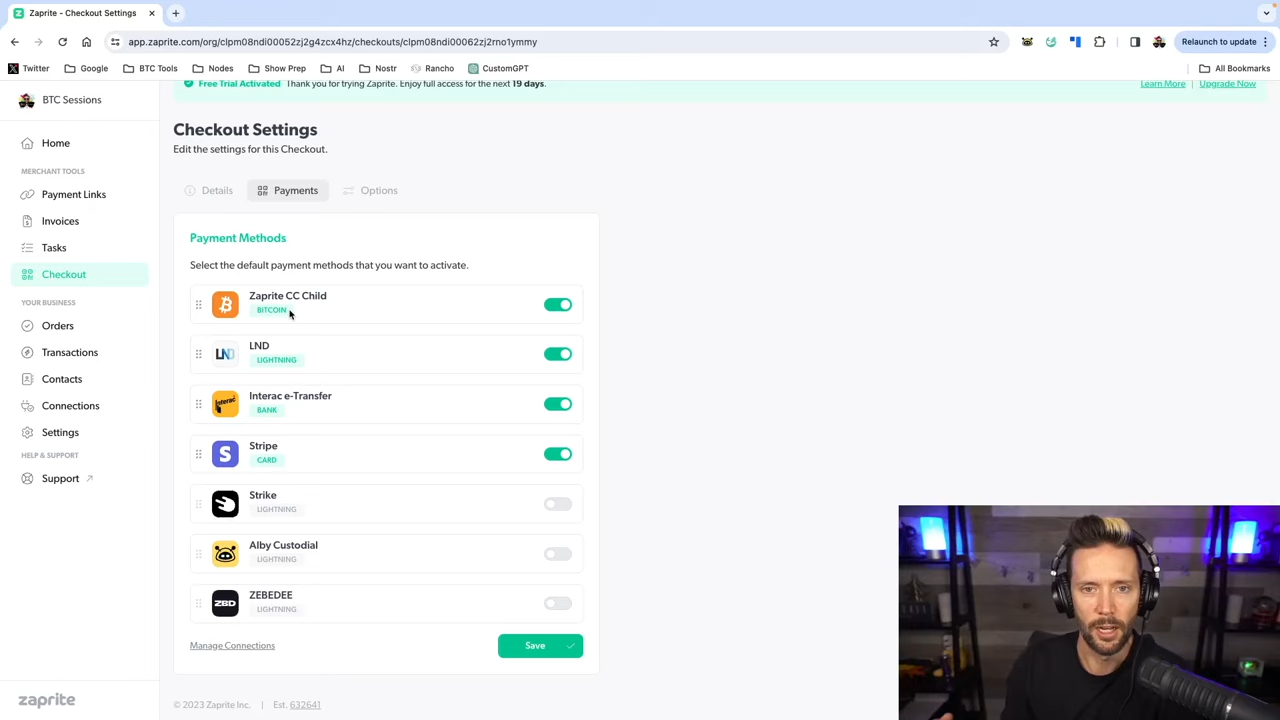 Zaprite - Checkout Settings
app.zaprite.com/org/clpm08ndi00052zj2g4zcx4hz/checkouts/clpm08ndi00062zj2rno1ymmy
Relaunch to update
Twitter
Google
BTC Tools
Nodes
Show Prep
AI
Nostr
Rancho
CustomGPT
All Bookmarks
BTC Sessions
Free Trial Activated Thank you for trying Zaprite. Enjoy full access for the next 19 days.
Learn More | Upgrade Now
Home
MERCHANT TOOLS
Payment Links
Invoices
Tasks
Checkout
YOUR BUSINESS
Orders
Transactions
Contacts
Connections
Settings
HELP & SUPPORT
Support
zaprite
Checkout Settings
Edit the settings for this Checkout.
Details
Payments
Options
Payment Methods
Select the default payment methods that you want to activate.
Zaprite CC Child
BITCOIN
LND
LND
LIGHTNING
Interac
Interac e-Transfer
BANK
S
Stripe
CARD
Strike
LIGHTNING
Alby Custodial
LIGHTNING
ZBD
ZEBEDEE
LIGHTNING
Manage Connections
Save
© 2023 Zaprite Inc. | Est. 632641